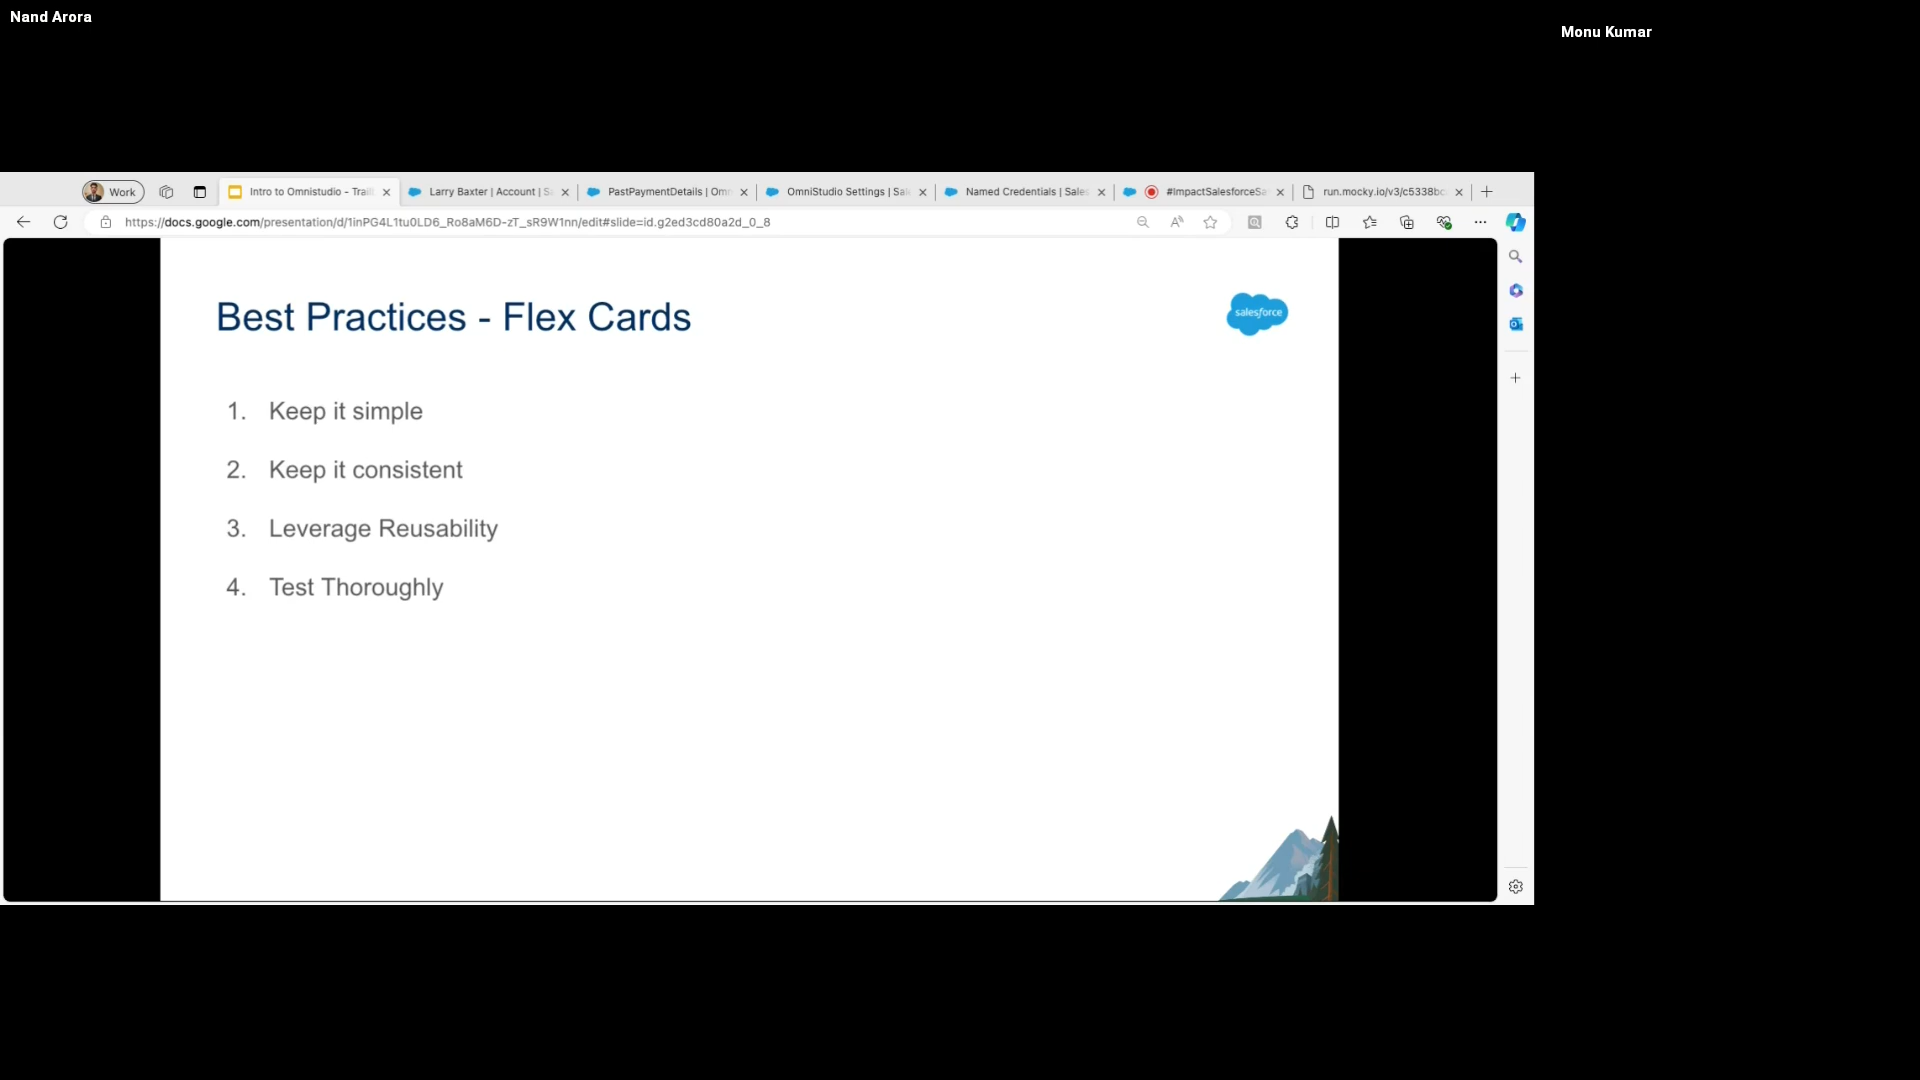 Nand Arora
Monu Kumar
Work
Intro to Omnistudio - Trail
Larry Baxter | Account | S
PastPaymentDetails | Om
OmniStudio Settings | Sal
Named Credentials | Sales
#ImpactSalesforceSa
run.mocky.io/v3/c5338bc
https://docs.google.com/presentation/d/1inPG4L1tu0LD6_Ro8aM6D-zT_sR9W1nn/edit#slide=id.g2ed3cd80a2d_0_8
Best Practices - Flex Cards
salesforce
1. Keep it simple
2. Keep it consistent
3. Leverage Reusability
4. Test Thoroughly